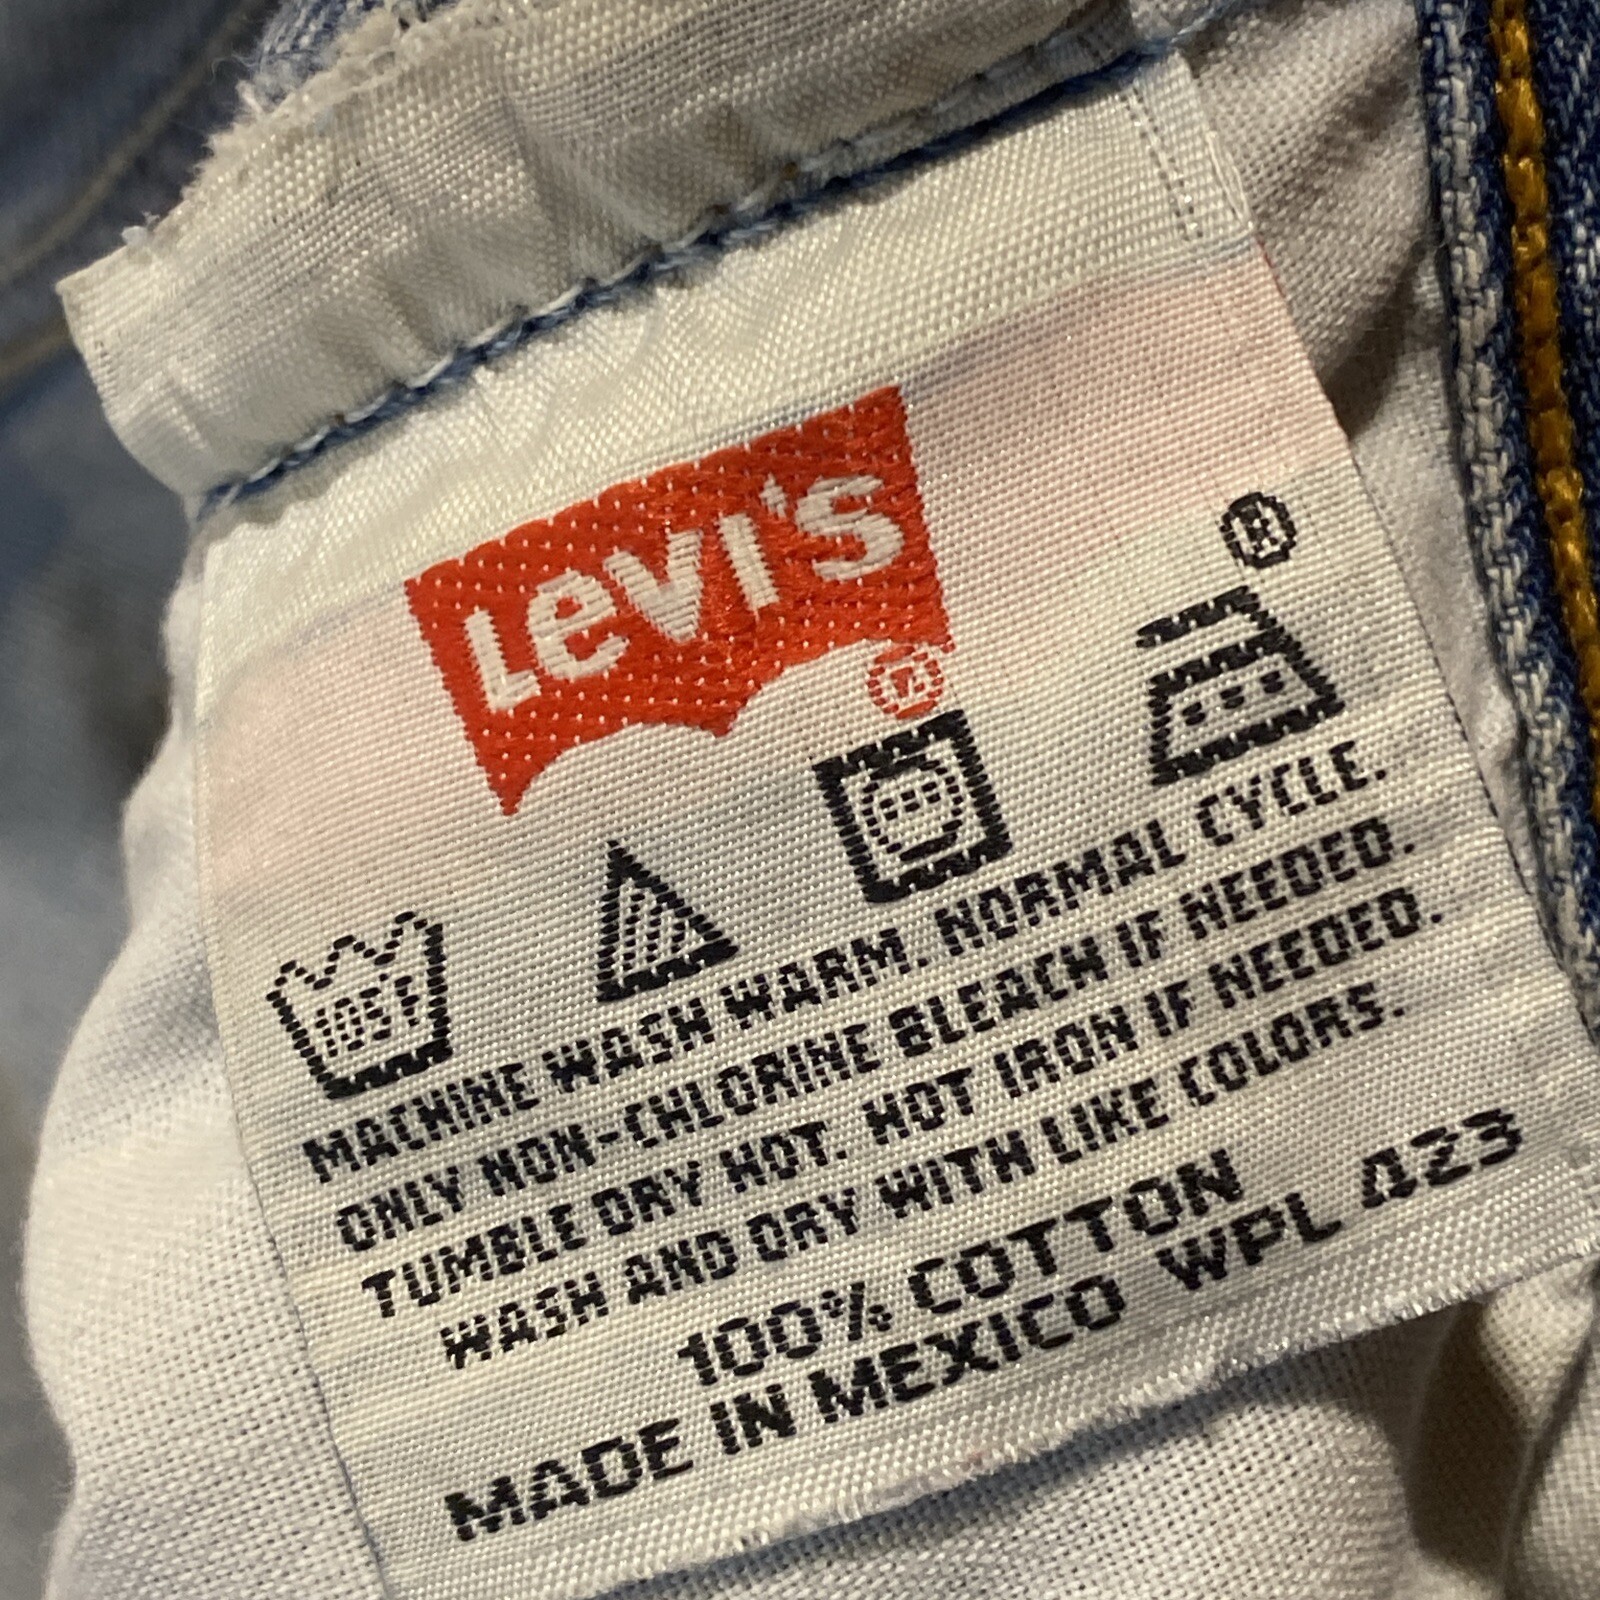 Levi's
®
®
105F
MACHINE WASH WARM. NORMAL CYCLE.
ONLY NON-CHLORINE BLEACH IF NEEDED.
TUMBLE DRY HOT. HOT IRON IF NEEDED.
WASH AND DRY WITH LIKE COLORS.
100% COTTON
MADE IN MEXICO WPL 423